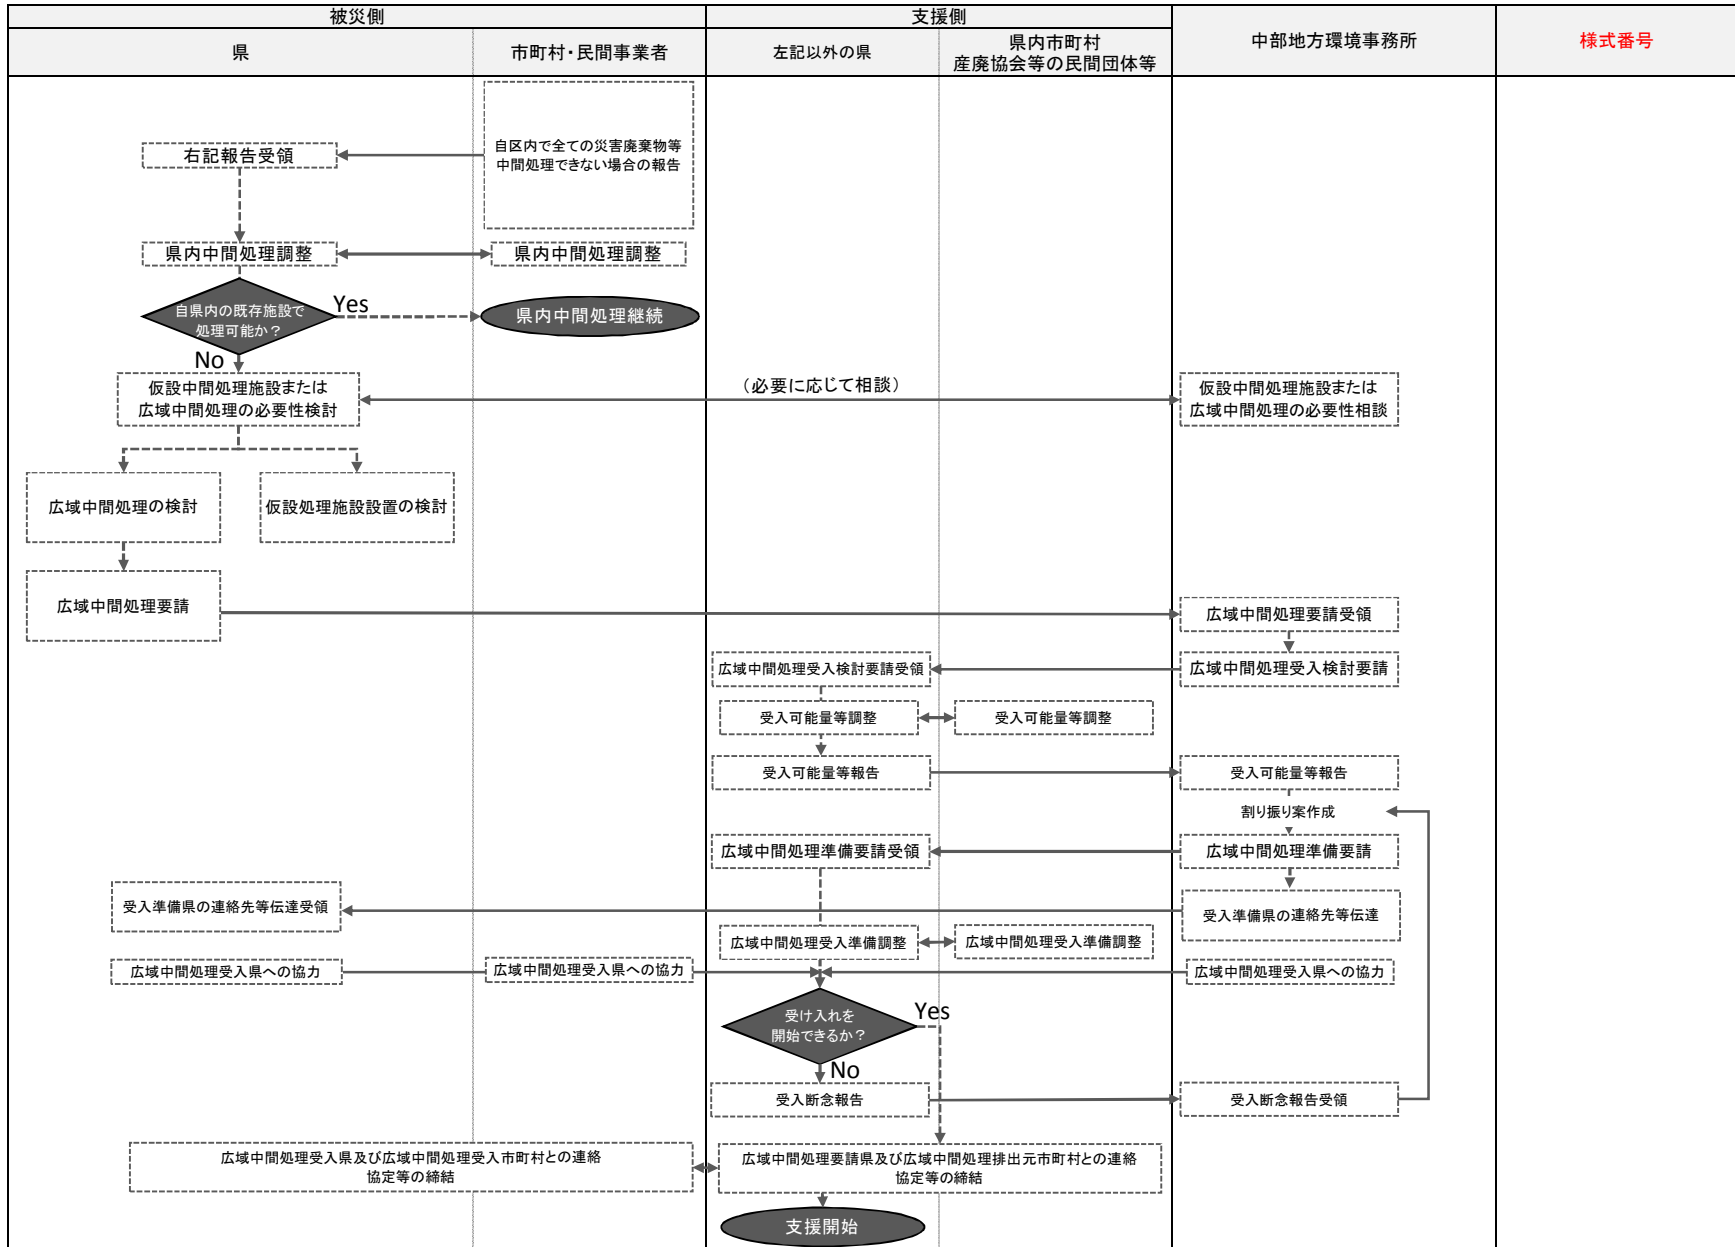 被災側
支援側
中部地方環境事務所
様式番号
県
市町村・民間事業者
左記以外の県
県内市町村
産廃協会等の民間団体等
自区内で全ての災害廃棄物等
中間処理できない場合の報告
右記報告受領
県内中間処理調整
県内中間処理調整
自県内の既存施設で
処理可能か？
Yes
県内中間処理継続
No
仮設中間処理施設または
広域中間処理の必要性検討
（必要に応じて相談）
仮設中間処理施設または
広域中間処理の必要性相談
広域中間処理の検討
仮設処理施設設置の検討
広域中間処理要請
広域中間処理要請受領
広域中間処理受入検討要請受領
広域中間処理受入検討要請
受入可能量等調整
受入可能量等調整
受入可能量等報告
受入可能量等報告
割り振り案作成
広域中間処理準備要請受領
広域中間処理準備要請
受入準備県の連絡先等伝達受領
受入準備県の連絡先等伝達
広域中間処理受入準備調整
広域中間処理受入準備調整
広域中間処理受入県への協力
広域中間処理受入県への協力
広域中間処理受入県への協力
受け入れを
開始できるか？
Yes
No
受入断念報告
受入断念報告受領
広域中間処理受入県及び広域中間処理受入市町村との連絡
協定等の締結
広域中間処理要請県及び広域中間処理排出元市町村との連絡
協定等の締結
支援開始